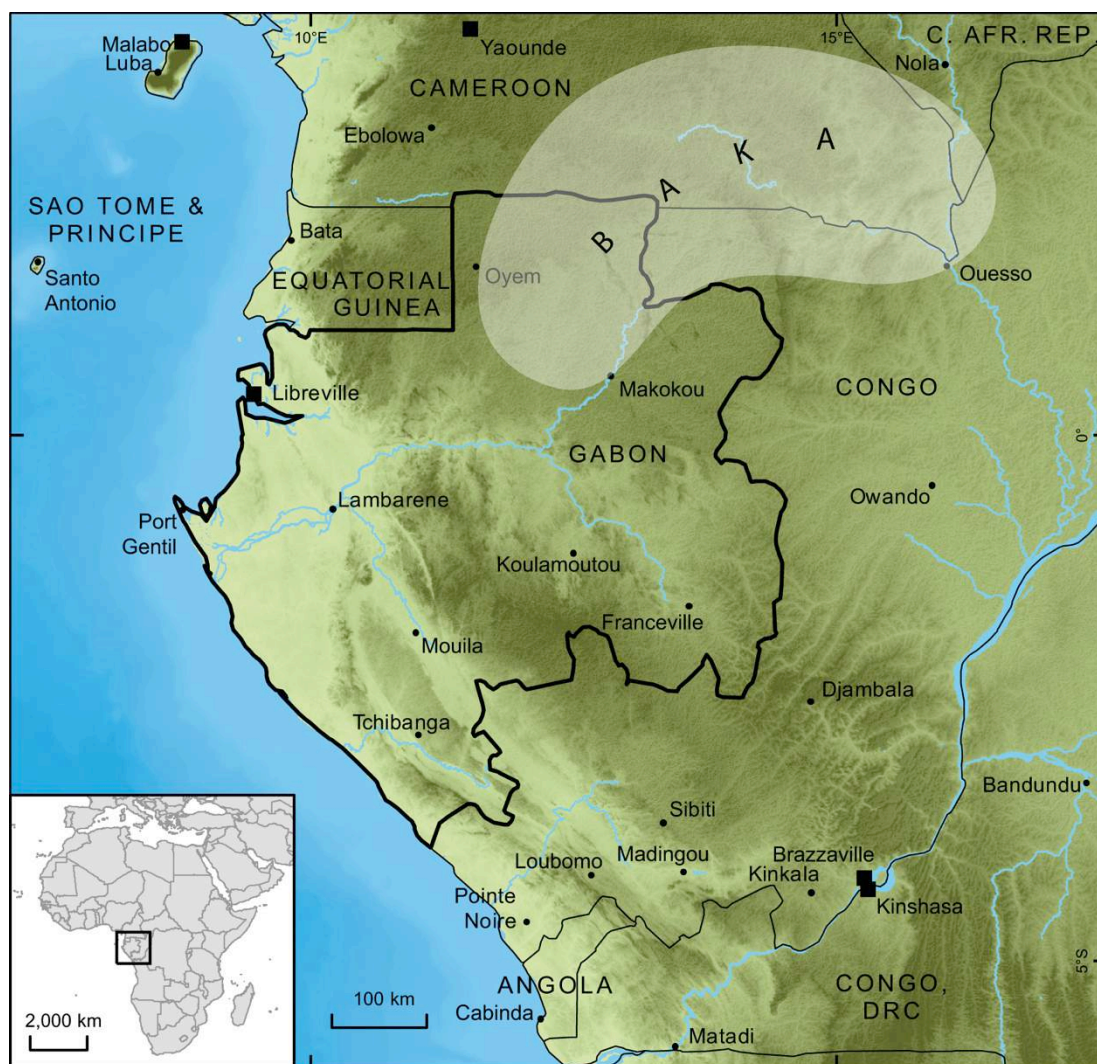 10°E
15°E
C. AFR. REP.
Malabo
Yaounde
Luba
Nola
CAMEROON
Ebolowa
BAKA
SAO TOME &
PRINCIPE
Bata
Santo
Antonio
EQUATORIAL
GUINEA
Oyem
Ouesso
Libreville
Makokou
CONGO
0°
GABON
Lambarene
Owando
Port
Gentil
Koulamoutou
Franceville
Mouila
Djambala
Tchibanga
Bandundu
Sibiti
Loubomo
Madingou
Brazzaville
Kinkala
Pointe
Noire
Kinshasa
5°S
ANGOLA
CONGO,
DRC
Cabinda
Matadi
100 km
2,000 km